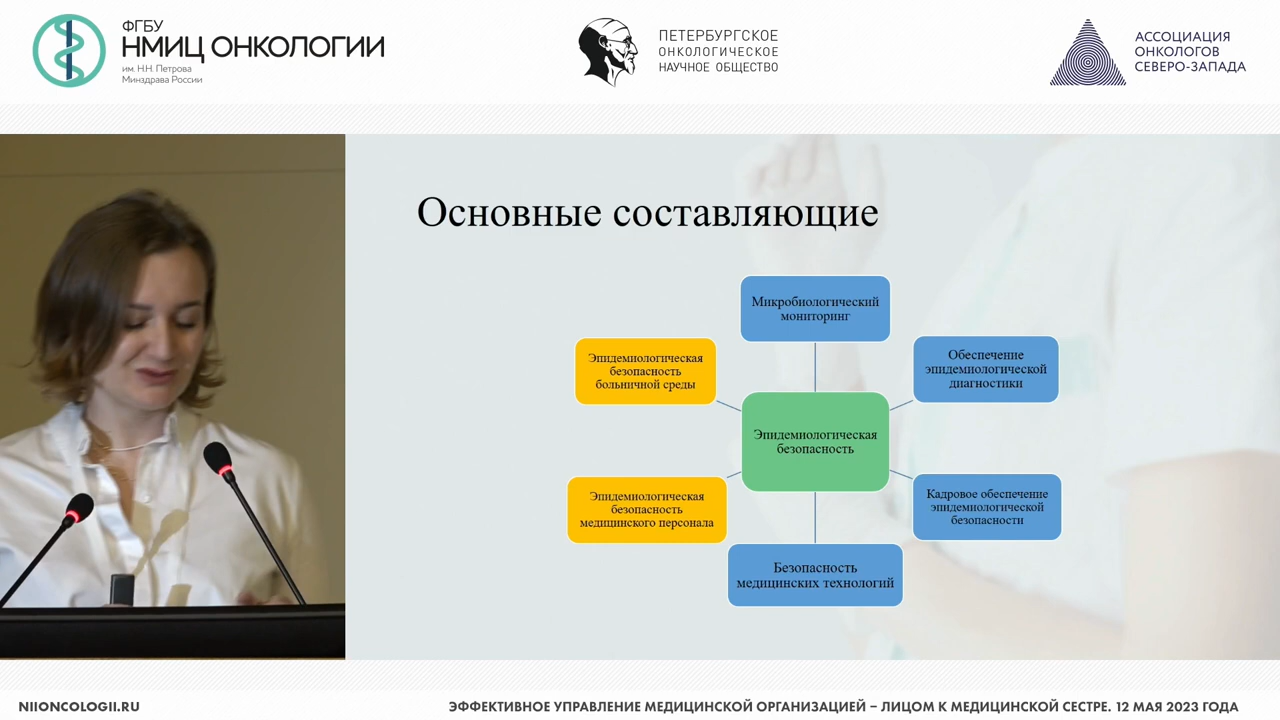 ФГБУ
НМИЦ ОНКОЛОГИИ
им. Н.Н. Петрова
Минздрава России
ПЕТЕРБУРГСКОЕ
ОНКОЛОГИЧЕСКОЕ
НАУЧНОЕ ОБЩЕСТВО
АССОЦИАЦИЯ
ОНКОЛОГОВ
СЕВЕРО-ЗАПАДА
Основные составляющие
Микробиологический
мониторинг
Эпидемиологическая
безопасность
больничной среды
Обеспечение
эпидемиологической
диагностики
Эпидемиологическая
безопасность
Эпидемиологическая
безопасность
медицинского персонала
Кадровое обеспечение
эпидемиологической
безопасности
Безопасность
медицинских технологий
NIIONCOLOGII.RU
ЭФФЕКТИВНОЕ УПРАВЛЕНИЕ МЕДИЦИНСКОЙ ОРГАНИЗАЦИЕЙ – ЛИЦОМ К МЕДИЦИНСКОЙ СЕСТРЕ. 12 МАЯ 2023 ГОДА